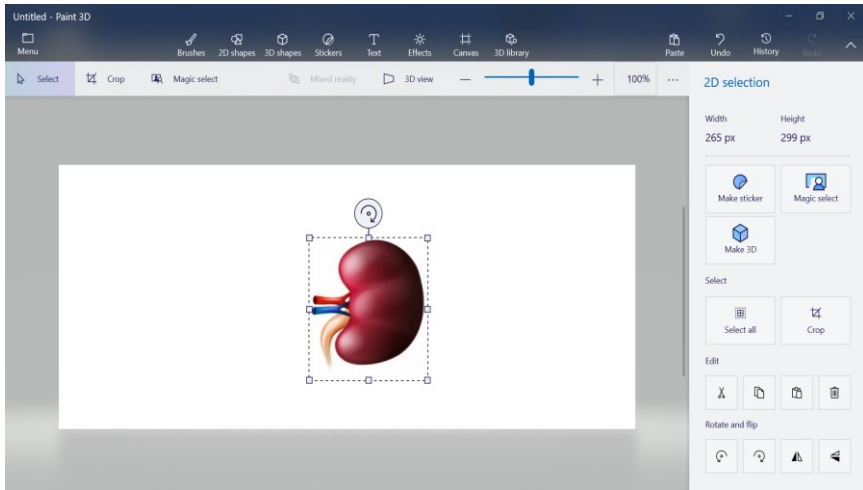 Untitled - Paint 3D
Menu
Brushes 2D shapes 3D shapes Stickers Text Effects Canvas 3D library
Paste Undo History Redo
Select Crop Magic select Mixed reality 3D view 100%
2D selection
Width Height
265 px 299 px
Make sticker Magic select
Make 3D
Select
Select all Crop
Edit
Rotate and flip